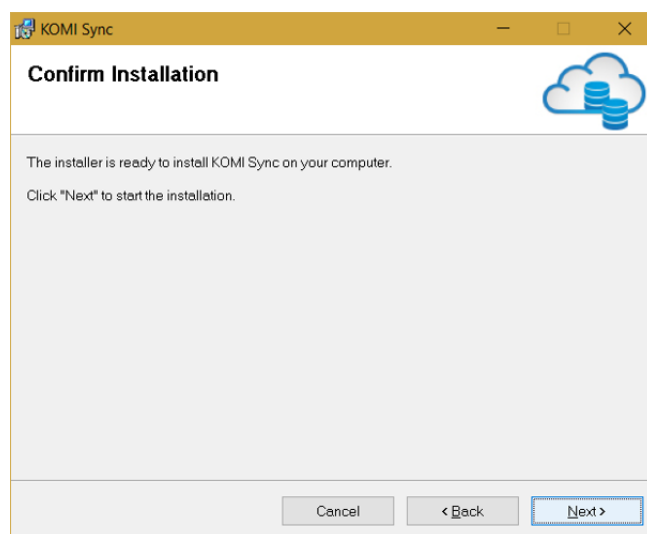 KOMI Sync
Confirm Installation
The installer is ready to install KOMI Sync on your computer.
Click "Next" to start the installation.
Cancel
< Back
Next >